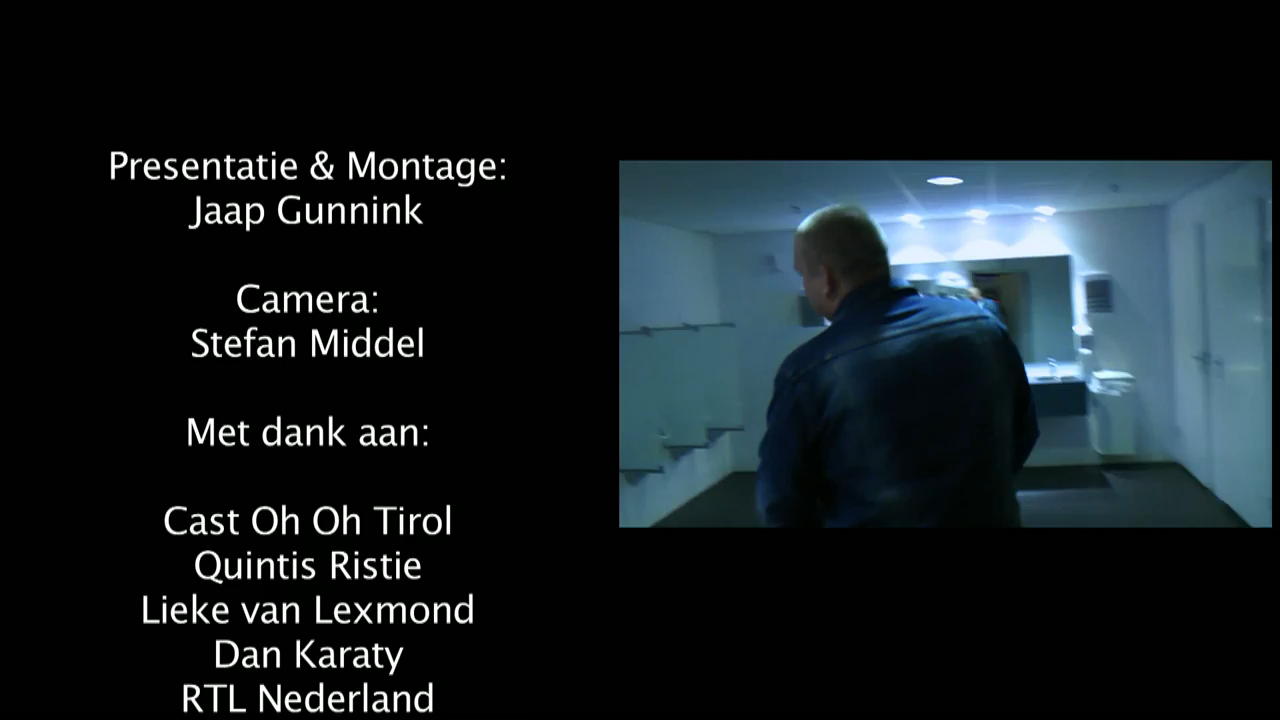 Presentatie & Montage:
Jaap Gunnink
Camera:
Stefan Middel
Met dank aan:
Cast Oh Oh Tirol
Quintis Ristie
Lieke van Lexmond
Dan Karaty
RTL Nederland